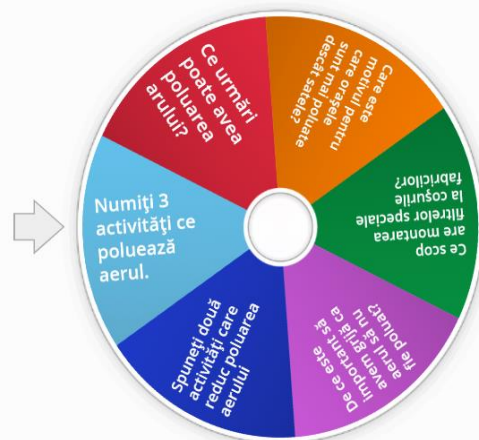 Ce urmări
poate avea
poluarea
arului?
Care este
motivul pentru
care orașele
sunt mai poluate
descât satele?
Ce scop
are montarea
filtrelor speciale
la coșurile
fabricilor?
De ce este
important să
avem grijă ca
aerul să nu
fie poluat?
Spuneți două
activități care
reduc poluarea
aerului
Numiți 3
activități ce
poluează
aerul.